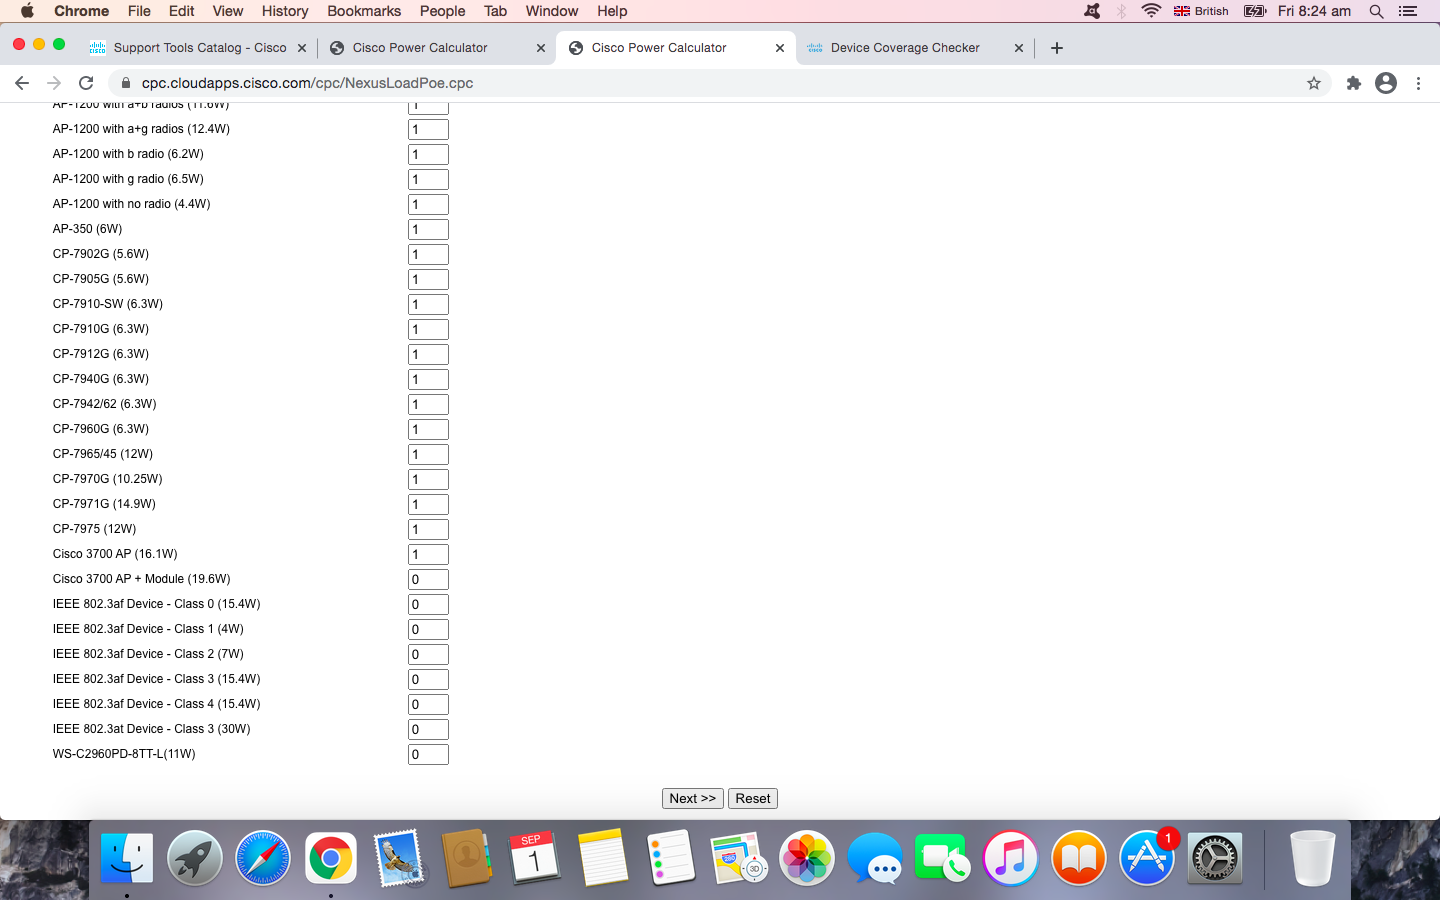 Chrome File Edit View History Bookmarks People Tab Window Help British Fri 8:24 am
Support Tools Catalog - Cisco Cisco Power Calculator Cisco Power Calculator Device Coverage Checker
cpc.cloudapps.cisco.com/cpc/NexusLoadPoe.cpc
AP-1200 with a+b radios (11.6W) 1
AP-1200 with a+g radios (12.4W) 1
AP-1200 with b radio (6.2W) 1
AP-1200 with g radio (6.5W) 1
AP-1200 with no radio (4.4W) 1
AP-350 (6W) 1
CP-7902G (5.6W) 1
CP-7905G (5.6W) 1
CP-7910-SW (6.3W) 1
CP-7910G (6.3W) 1
CP-7912G (6.3W) 1
CP-7940G (6.3W) 1
CP-7942/62 (6.3W) 1
CP-7960G (6.3W) 1
CP-7965/45 (12W) 1
CP-7970G (10.25W) 1
CP-7971G (14.9W) 1
CP-7975 (12W) 1
Cisco 3700 AP (16.1W) 1
Cisco 3700 AP + Module (19.6W) 0
IEEE 802.3af Device - Class 0 (15.4W) 0
IEEE 802.3af Device - Class 1 (4W) 0
IEEE 802.3af Device - Class 2 (7W) 0
IEEE 802.3af Device - Class 3 (15.4W) 0
IEEE 802.3af Device - Class 4 (15.4W) 0
IEEE 802.3at Device - Class 3 (30W) 0
WS-C2960PD-8TT-L(11W) 0
Next >> Reset
SEP
1
280
3D
1